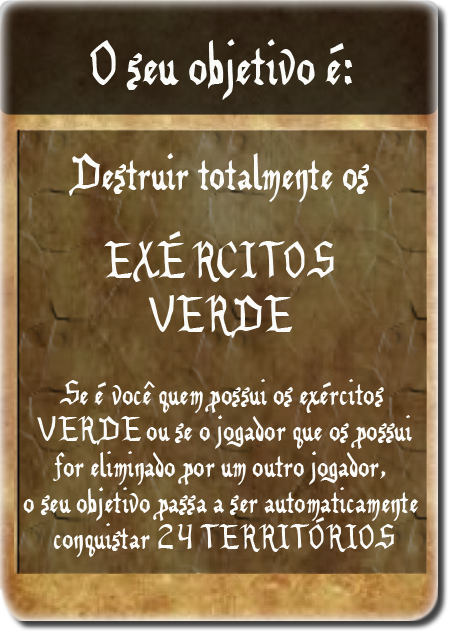 O seu objetivo é:
Destruir totalmente os
EXÉRCITOS
VERDE
Se é você quem possui os exércitos
VERDE ou se o jogador que os possui
for eliminado por um outro jogador,
o seu objetivo passa a ser automaticamente
conquistar 24 TERRITÓRIOS